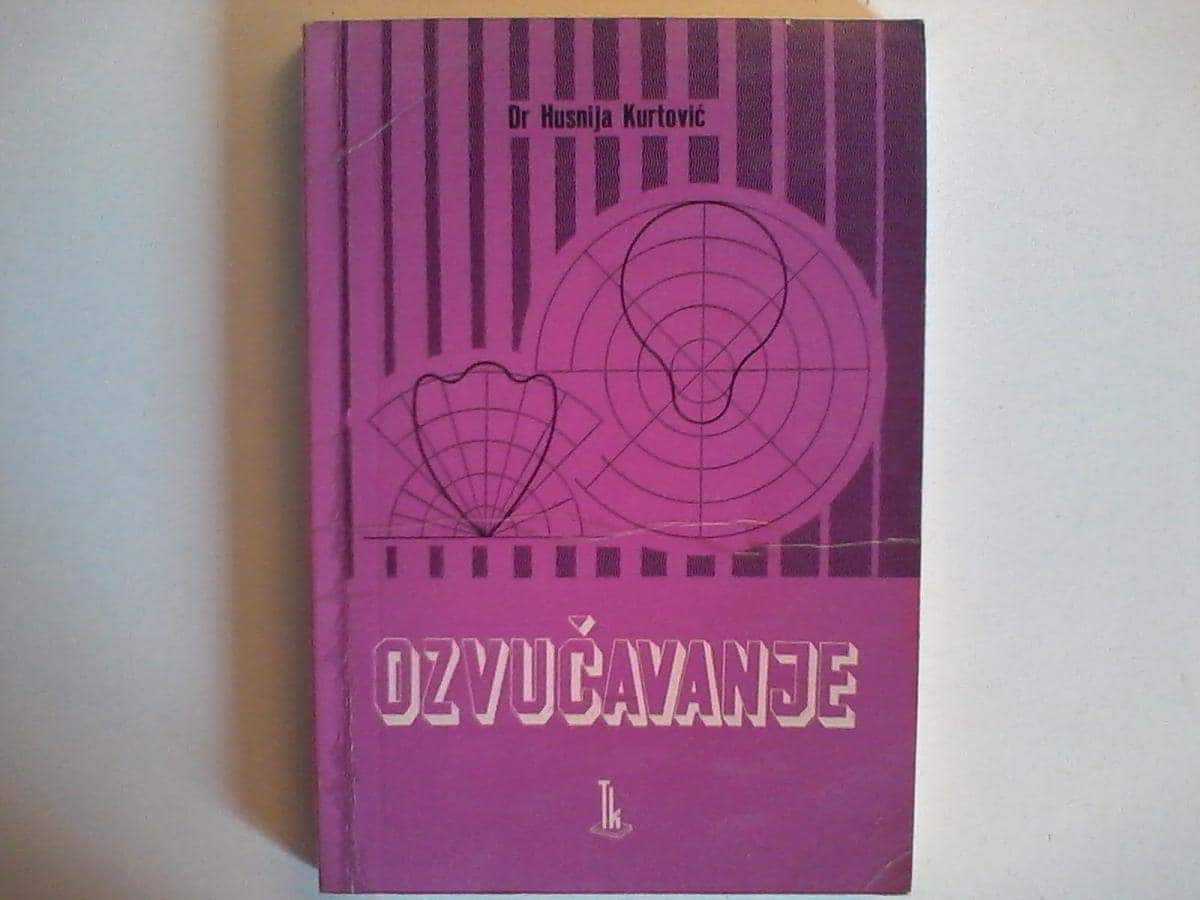 Dr Husnija Kurtović
OZVUČAVANJE
Tk